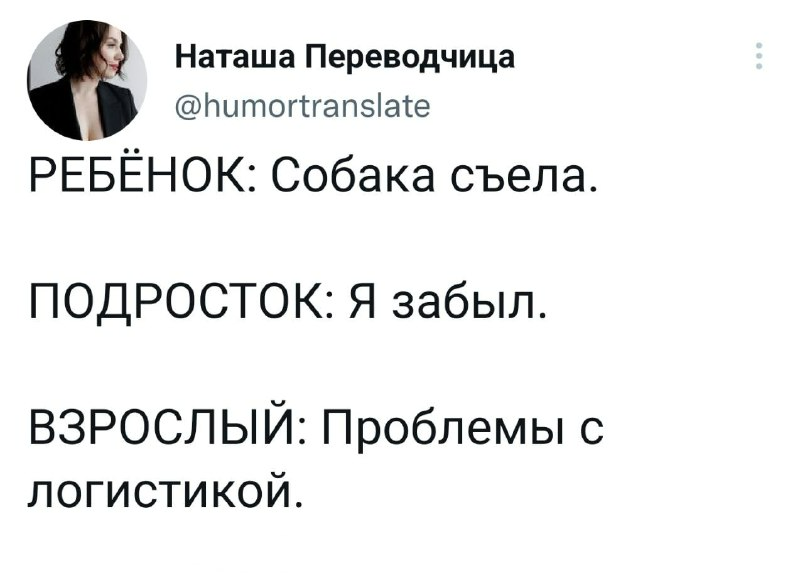 Наташа Переводчица
@humortranslate
РЕБЁНОК: Собака съела.
ПОДРОСТОК: Я забыл.
ВЗРОСЛЫЙ: Проблемы с
логистикой.